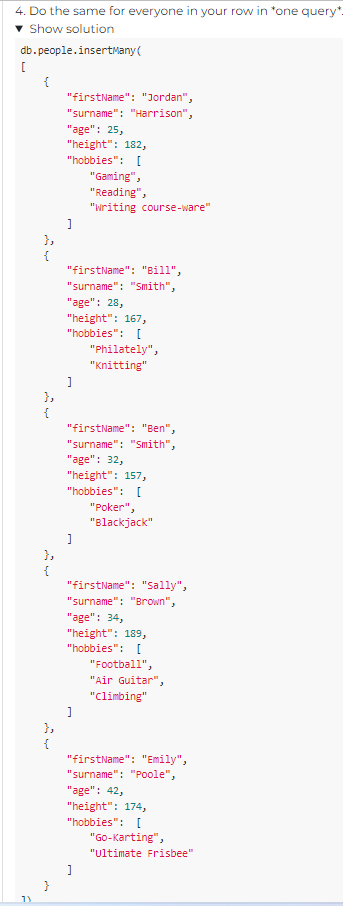 4. Do the same for everyone in your row in *one query*.
▼ Show solution
db.people.insertMany(
[
    {
        "firstName": "Jordan",
        "surname": "Harrison",
        "age": 25,
        "height": 182,
        "hobbies":  [
            "Gaming",
            "Reading",
            "Writing course-ware"
        ]
    },
    {
        "firstName": "Bill",
        "surname": "Smith",
        "age": 28,
        "height": 167,
        "hobbies":  [
            "Philately",
            "Knitting"
        ]
    },
    {
        "firstName": "Ben",
        "surname": "Smith",
        "age": 32,
        "height": 157,
        "hobbies":  [
            "Poker",
            "Blackjack"
        ]
    },
    {
        "firstName": "Sally",
        "surname": "Brown",
        "age": 34,
        "height": 189,
        "hobbies":  [
            "Football",
            "Air Guitar",
            "Climbing"
        ]
    },
    {
        "firstName": "Emily",
        "surname": "Poole",
        "age": 42,
        "height": 174,
        "hobbies":  [
            "Go-Karting",
            "Ultimate Frisbee"
        ]
    }
])